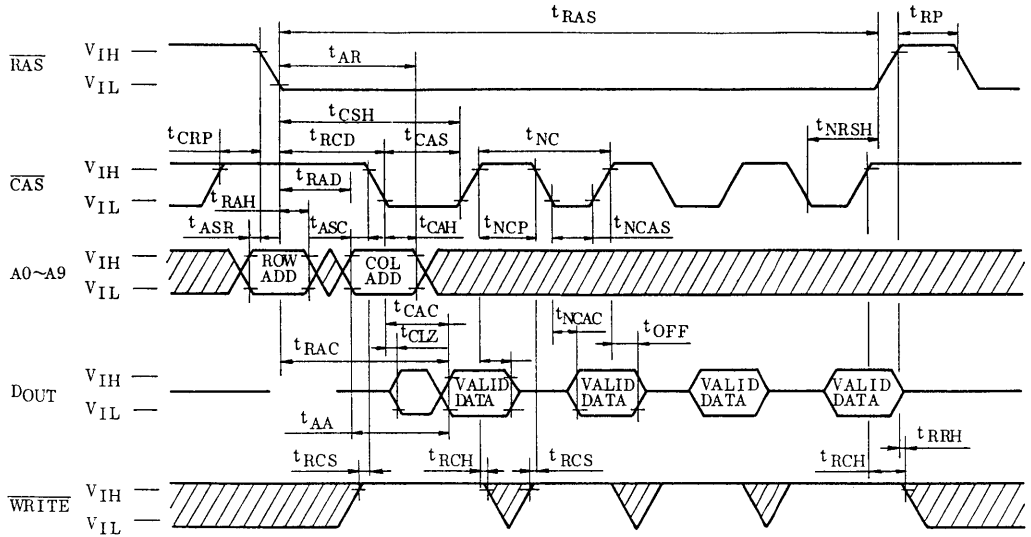 tRAS
tRP
RAS
VIH
VIL
tAR
tCSH
tCRP
tRCD
tCAS
tNC
tNRSH
CAS
VIH
VIL
tRAD
tRAH
tASR
tASC
tCAH
tNCP
tNCAS
A0~A9
VIH
VIL
ROW ADD
COL ADD
tCAC
tCLZ
tNCAC
tOFF
tRAC
DOUT
VIH
VIL
VALID DATA
VALID DATA
VALID DATA
VALID DATA
tAA
tRRH
tRCS
tRCH
tRCS
tRCH
WRITE
VIH
VIL